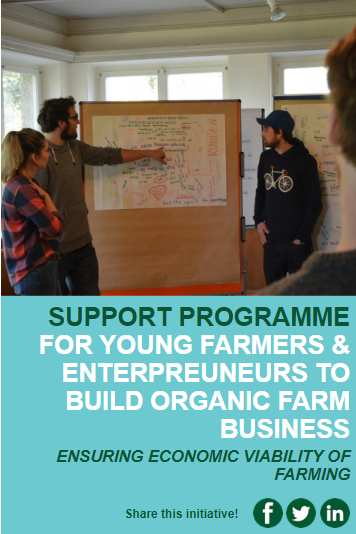 SUPPORT PROGRAMME
FOR YOUNG FARMERS &
ENTERPREUNEURS TO
BUILD ORGANIC FARM
BUSINESS
ENSURING ECONOMIC VIABILITY OF
FARMING
Share this initiative!